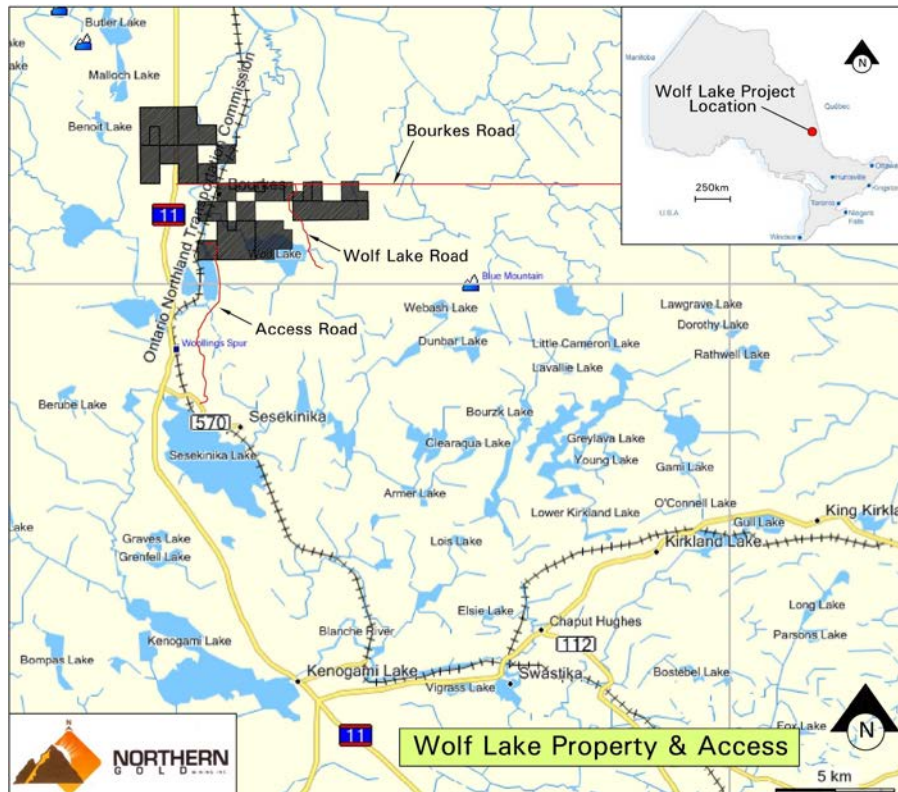 Butler Lake
Malloch Lake
Benoit Lake
Ontario Northland Transportation Commission
Bourkes
Bourkes Road
11
Wolf Lake
Wolf Lake Road
Access Road
Woollings Spur
Blue Mountain
Webash Lake
Dunbar Lake
Little Cameron Lake
Lavallie Lake
Lawgrave Lake
Dorothy Lake
Rathwell Lake
Berube Lake
570
Sesekinika
Sesekinika Lake
Bourzk Lake
Clearaqua Lake
Greylava Lake
Young Lake
Gami Lake
Armer Lake
Lower Kirkland Lake
O'Connell Lake
Gull Lake
King Kirkla
Kirkland Lake
Lake
Graves Lake
Grenfell Lake
Lois Lake
Elsie Lake
Chaput Hughes
112
Long Lake
Parsons Lake
Kenogami Lake
Bompas Lake
Blanche River
Kenogami Lake
Vigrass Lake
Swastika
Bostebel Lake
Fox Lake
11
Wolf Lake Property & Access
N
5 km
N
NORTHERN
GOLD
MINING INC.
Manitoba
N
Wolf Lake Project
Location
Québec
250km
U.S.A
Ottawa
Huntsville
Kingston
Toronto
Niagara
Falls
Windsor